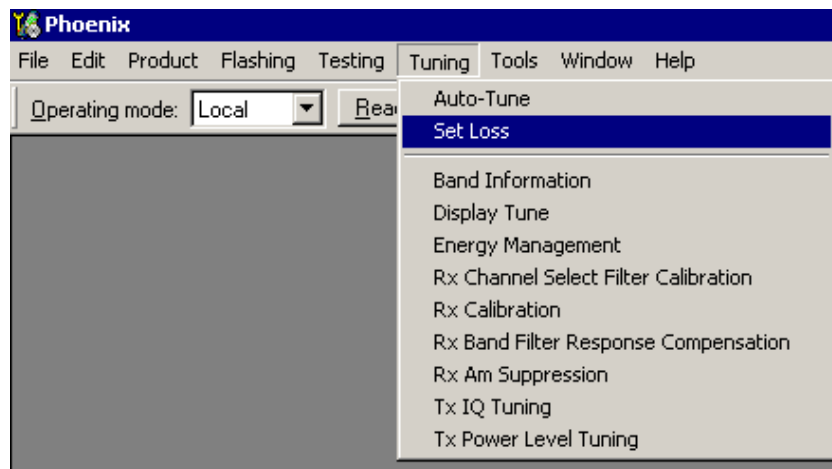 Phoenix
File Edit Product Flashing Testing Tuning Tools Window Help
Operating mode: Local
Auto-Tune
Set Loss
Band Information
Display Tune
Energy Management
Rx Channel Select Filter Calibration
Rx Calibration
Rx Band Filter Response Compensation
Rx Am Suppression
Tx IQ Tuning
Tx Power Level Tuning